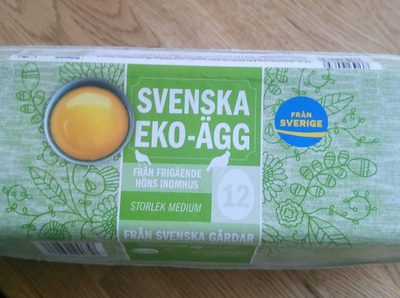 SVENSKA
EKO-ÄGG
FRÅN FRIGÅENDE
HÖNS INOMHUS
12
STORLEK MEDIUM
FRÅN SVENSKA GÅRDAR
FRÅN
SVERIGE